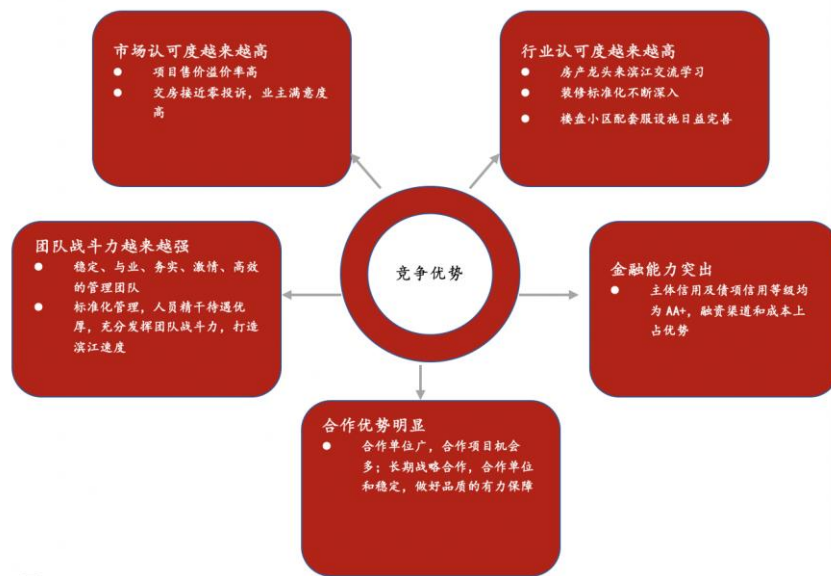 市场认可度越来越高
项目售价溢价率高
交房接近零投诉，业主满意度
高
行业认可度越来越高
房产龙头来滨江交流学习
装修标准化不断深入
楼盘小区配套服设施日益完善
团队战斗力越来越强
稳定、与业、务实、激情、高效
的管理团队
标准化管理，人员精干待遇优
厚，充分发挥团队战斗力，打造
滨江速度
竞争优势
金融能力突出
主体信用及债项信用等级均
为 AA+，融资渠道和成本上
占优势
合作优势明显
合作单位广，合作项目机会
多；长期战略合作，合作单位
和稳定，做好品质的有力保障